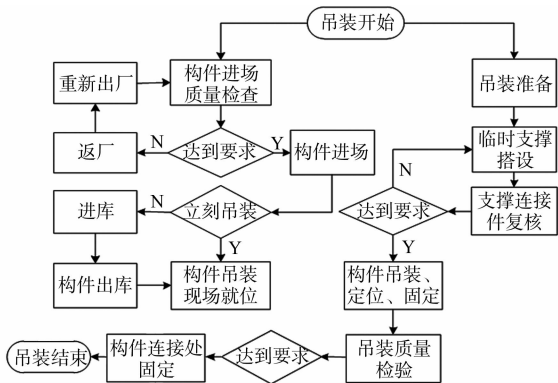 吊装开始
重新出厂
构件进场
质量检查
吊装准备
返厂
N
达到要求
Y
构件进场
临时支撑
搭设
N
进库
N
立刻吊装
达到要求
支撑连接
件复核
Y
Y
构件出库
构件吊装
现场就位
构件吊装、
定位、固定
吊装结束
构件连接处
固定
达到要求
吊装质量
检验